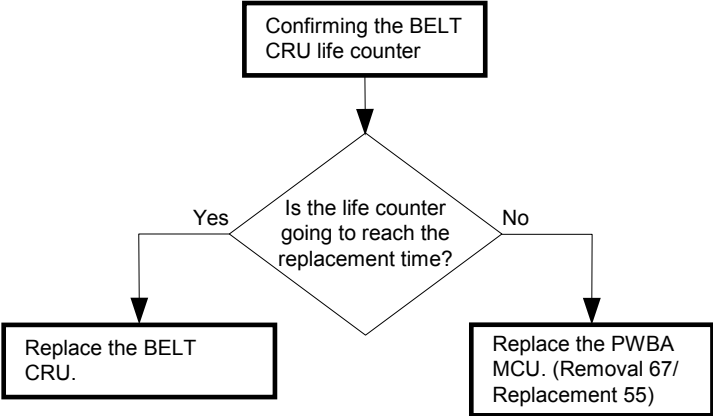 Confirming the BELT
CRU life counter
Is the life counter
going to reach the
replacement time?
Yes
No
Replace the BELT
CRU.
Replace the PWBA
MCU. (Removal 67/
Replacement 55)